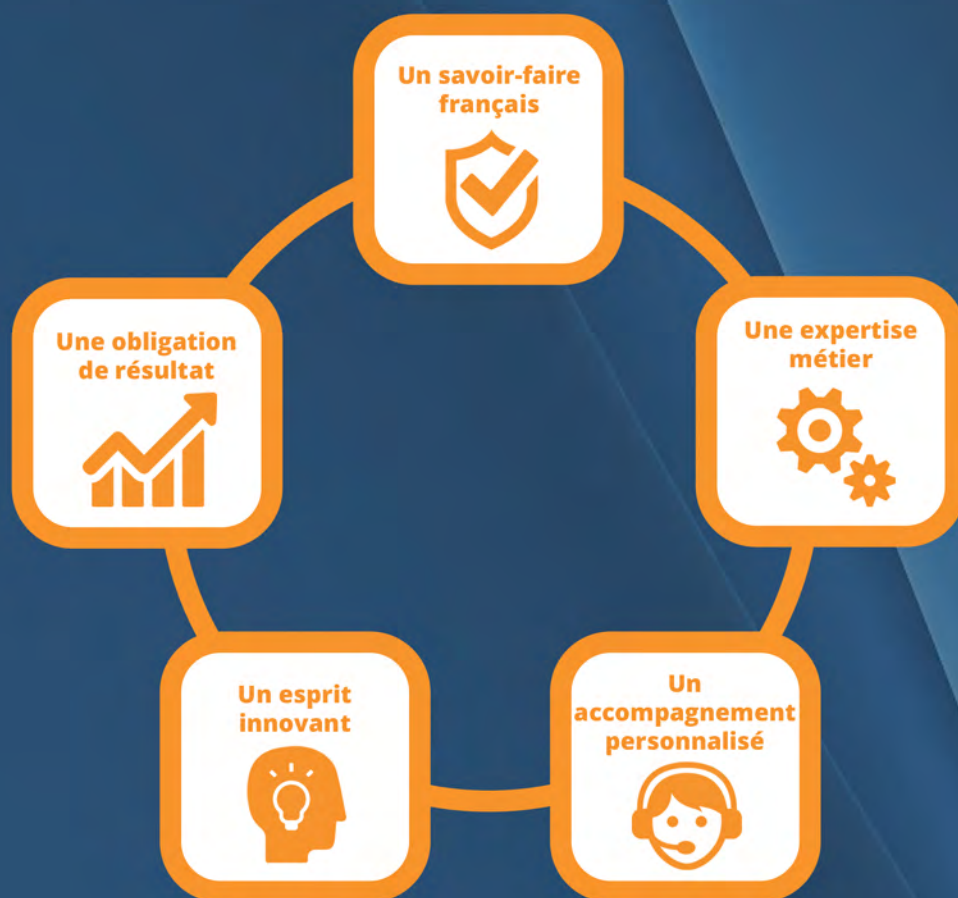 Un savoir-faire
français
Une expertise
métier
Un
accompagnement
personnalisé
Un esprit
innovant
Une obligation
de résultat